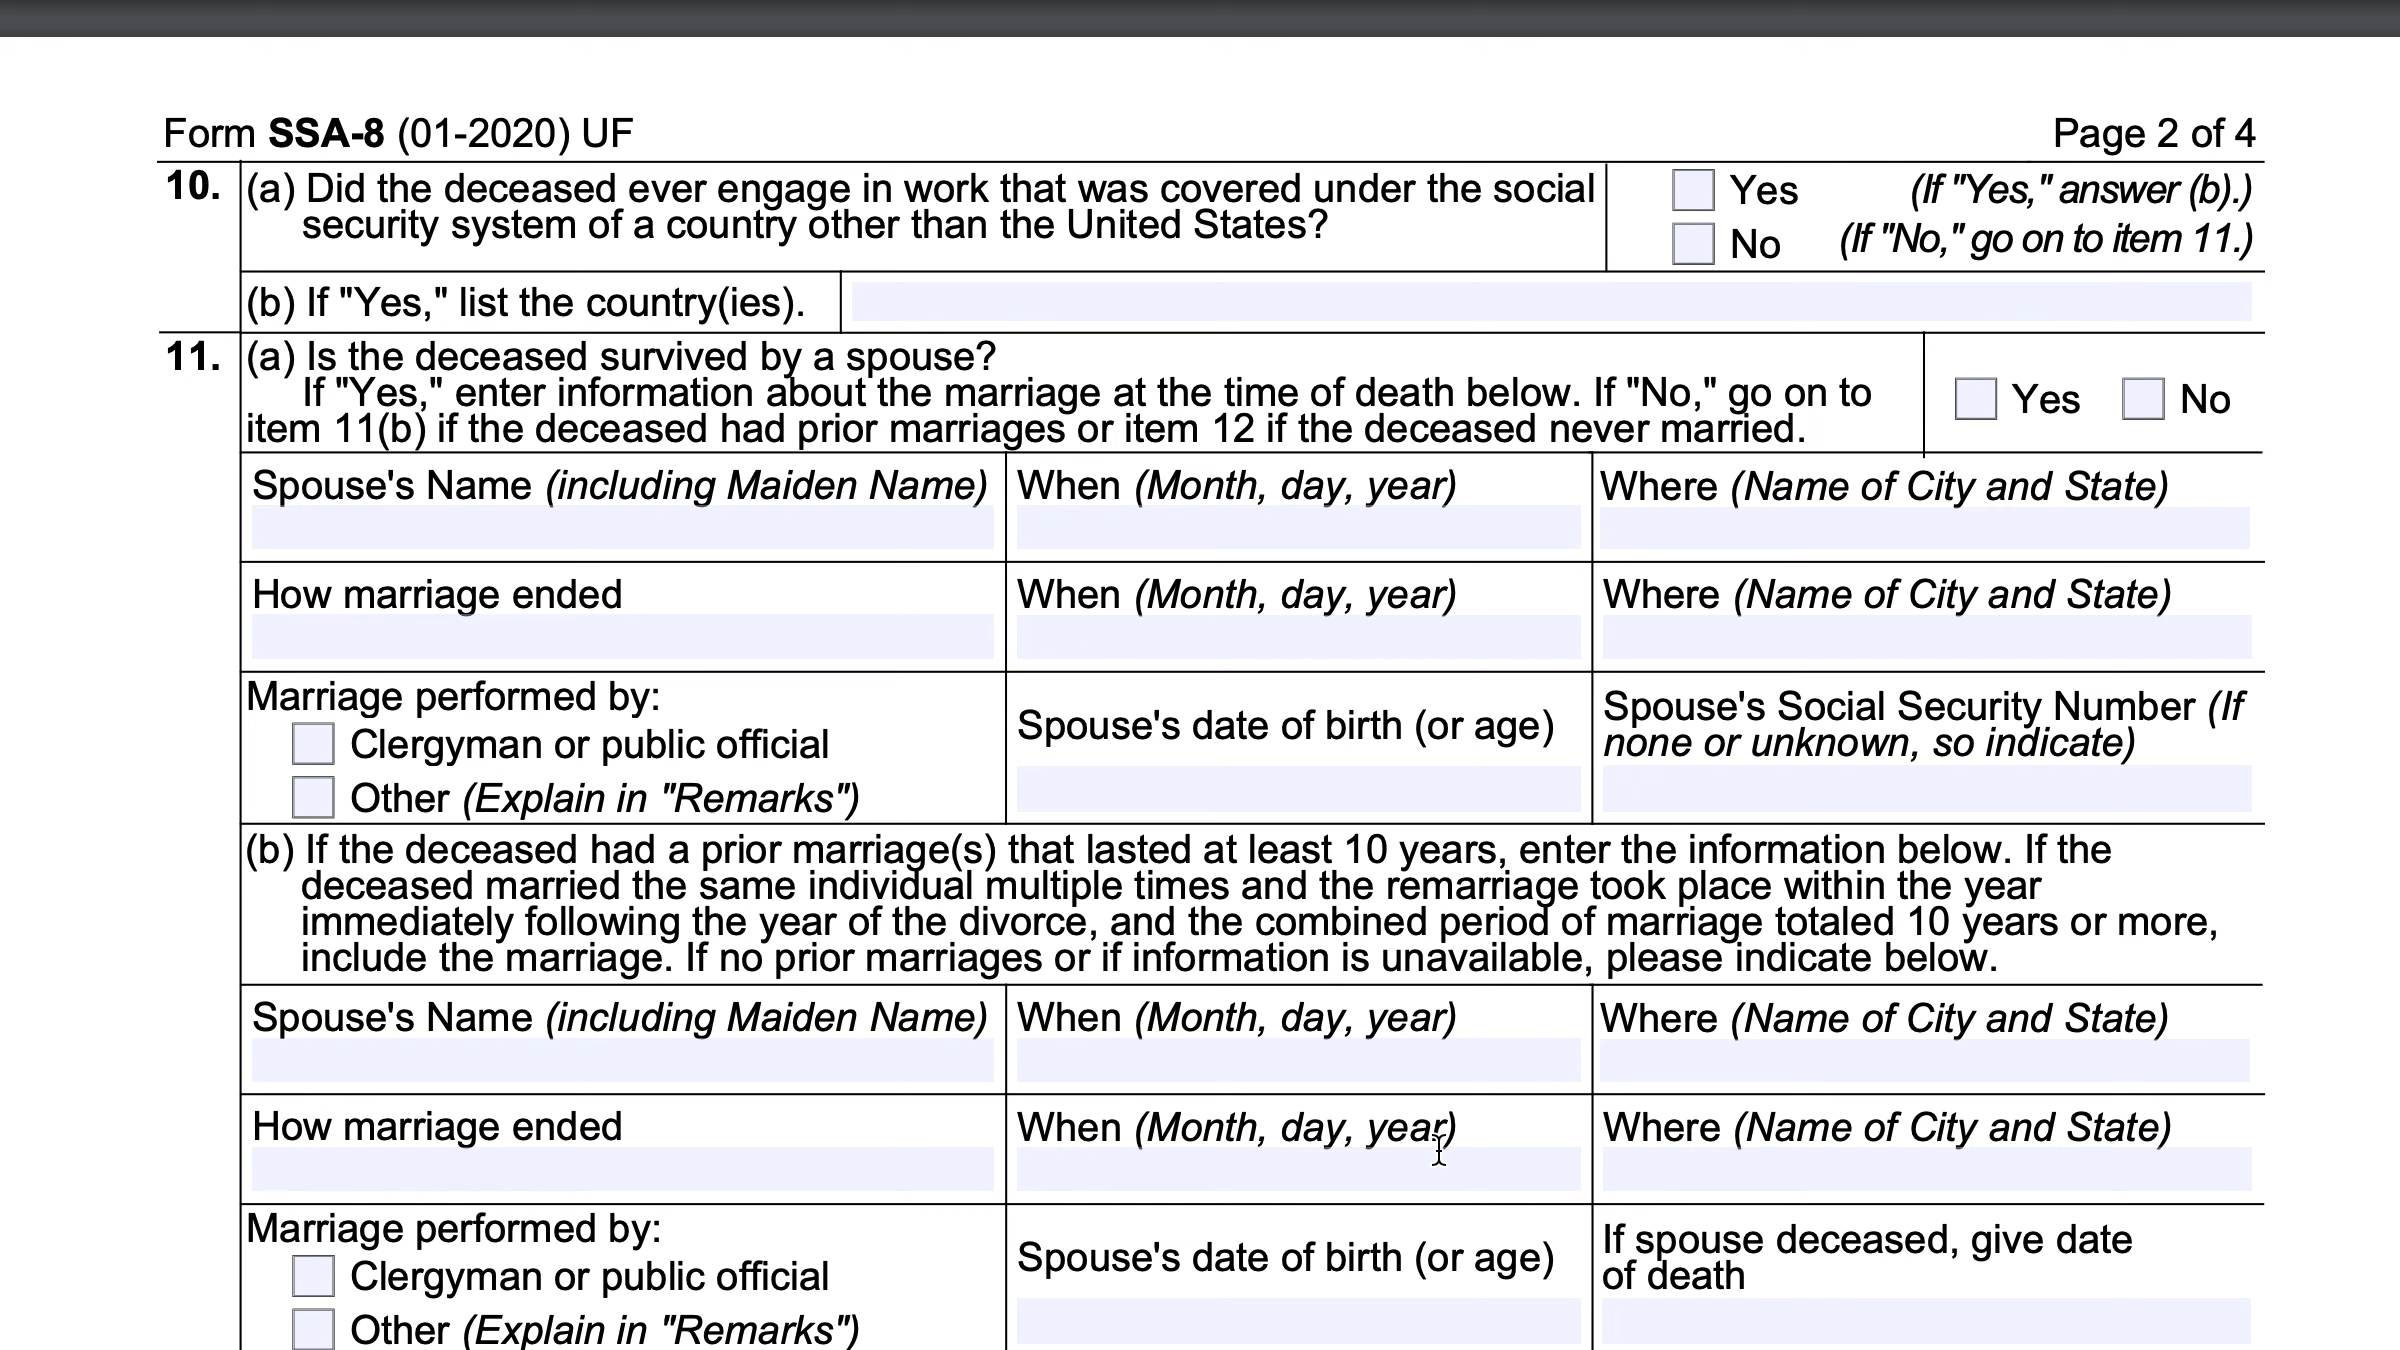 Form SSA-8 (01-2020) UF Page 2 of 4
10. (a) Did the deceased ever engage in work that was covered under the social
security system of a country other than the United States?
Yes (If "Yes," answer (b).)
No (If "No," go on to item 11.)
(b) If "Yes," list the country(ies).
11. (a) Is the deceased survived by a spouse?
If "Yes," enter information about the marriage at the time of death below. If "No," go on to
item 11(b) if the deceased had prior marriages or item 12 if the deceased never married.
Yes No
Spouse's Name (including Maiden Name) When (Month, day, year) Where (Name of City and State)
How marriage ended When (Month, day, year) Where (Name of City and State)
Marriage performed by:
Clergyman or public official
Other (Explain in "Remarks")
Spouse's date of birth (or age)
Spouse's Social Security Number (If
none or unknown, so indicate)
(b) If the deceased had a prior marriage(s) that lasted at least 10 years, enter the information below. If the
deceased married the same individual multiple times and the remarriage took place within the year
immediately following the year of the divorce, and the combined period of marriage totaled 10 years or more,
include the marriage. If no prior marriages or if information is unavailable, please indicate below.
Spouse's Name (including Maiden Name) When (Month, day, year) Where (Name of City and State)
How marriage ended When (Month, day, year) Where (Name of City and State)
Marriage performed by:
Clergyman or public official
Other (Explain in "Remarks")
Spouse's date of birth (or age)
If spouse deceased, give date
of death